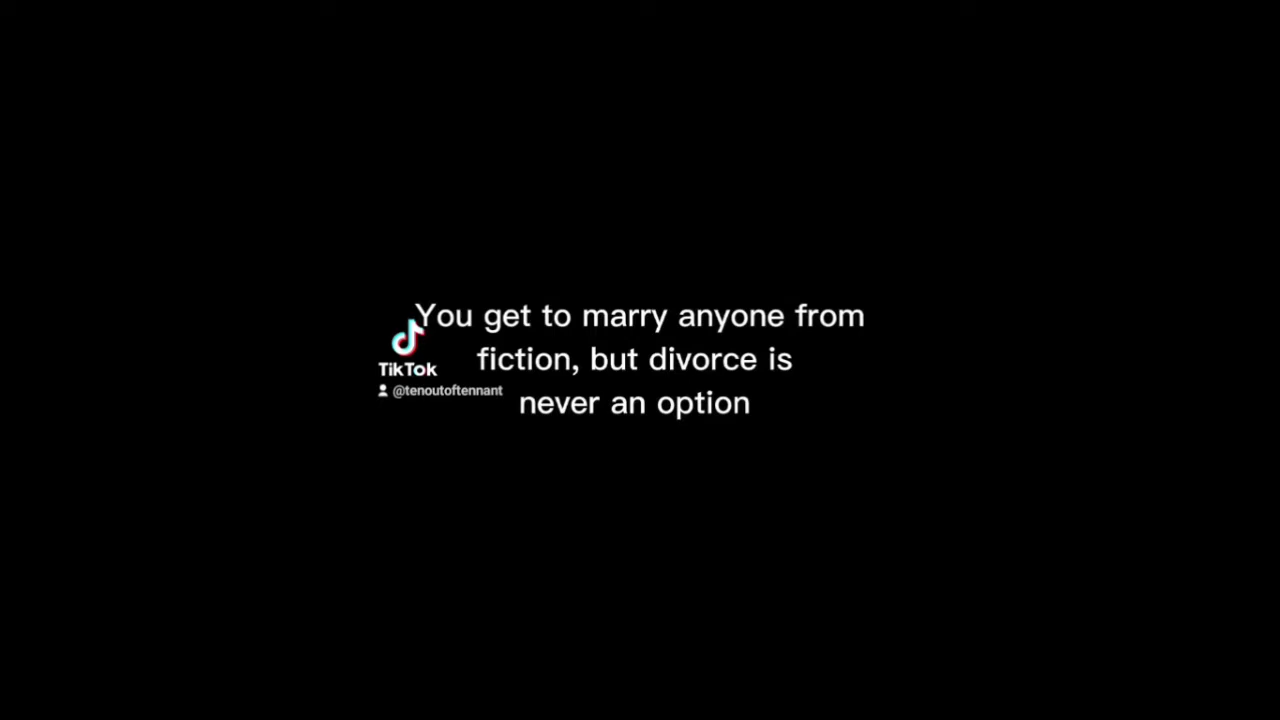 You get to marry anyone from
fiction, but divorce is
never an option
TikTok
@tenoutoftennant